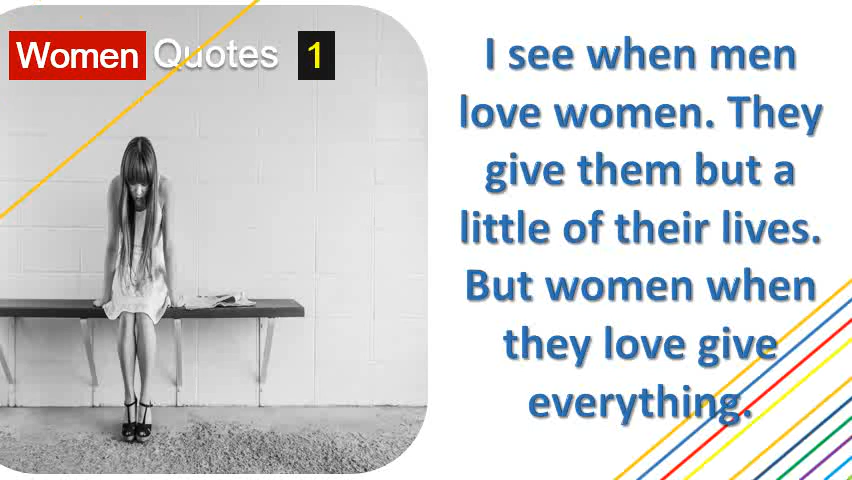 Women Quotes 1
I see when men
love women. They
give them but a
little of their lives.
But women when
they love give
everything.